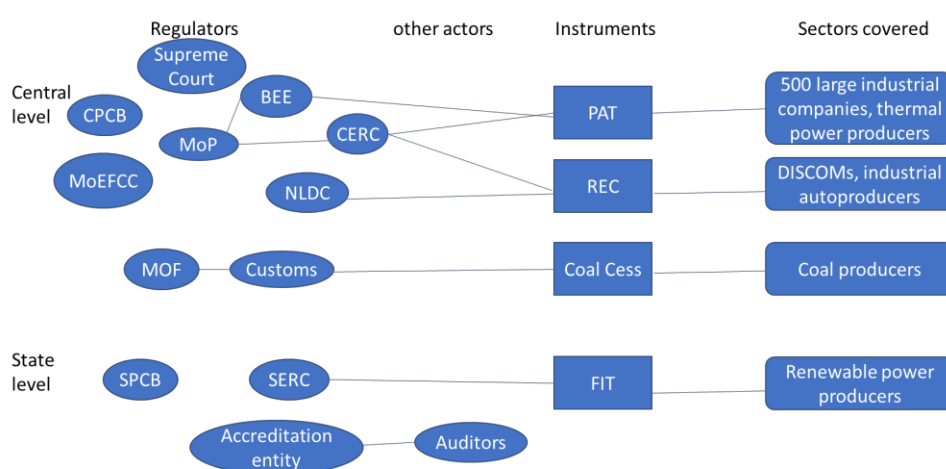 Regulators
other actors
Instruments
Sectors covered
Central
level
Supreme
Court
BEE
CPCB
MoP
CERC
MoEFCC
NLDC
PAT
500 large industrial
companies, thermal
power producers
REC
DISCOMs, industrial
autoproducers
MOF
Customs
Coal Cess
Coal producers
State
level
SPCB
SERC
FIT
Renewable power
producers
Accreditation
entity
Auditors